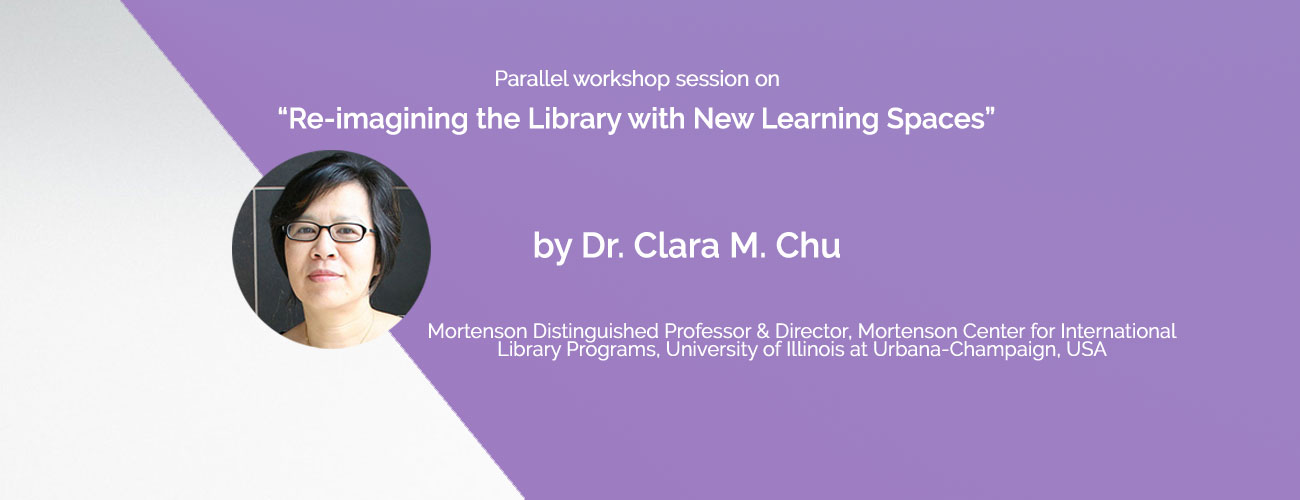 Parallel workshop session on
“Re-imagining the Library with New Learning Spaces”
by Dr. Clara M. Chu
Mortenson Distinguished Professor & Director, Mortenson Center for International
Library Programs, University of Illinois at Urbana-Champaign, USA